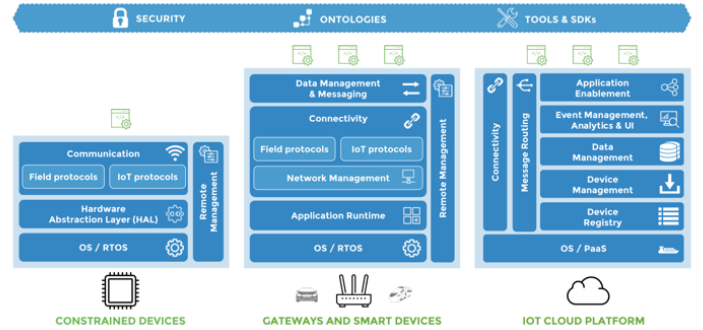 SECURITY
ONTOLOGIES
TOOLS & SDKs
Communication
Field protocols
IoT protocols
Hardware
Abstraction Layer (HAL)
OS / RTOS
Remote
Management
CONSTRAINED DEVICES
Data Management
& Messaging
Connectivity
Field protocols
IoT protocols
Network Management
Application Runtime
OS / RTOS
Remote Management
GATEWAYS AND SMART DEVICES
Connectivity
Message Routing
Application
Enablement
Event Management,
Analytics & UI
Data
Management
Device
Management
Device
Registry
OS / PaaS
IOT CLOUD PLATFORM